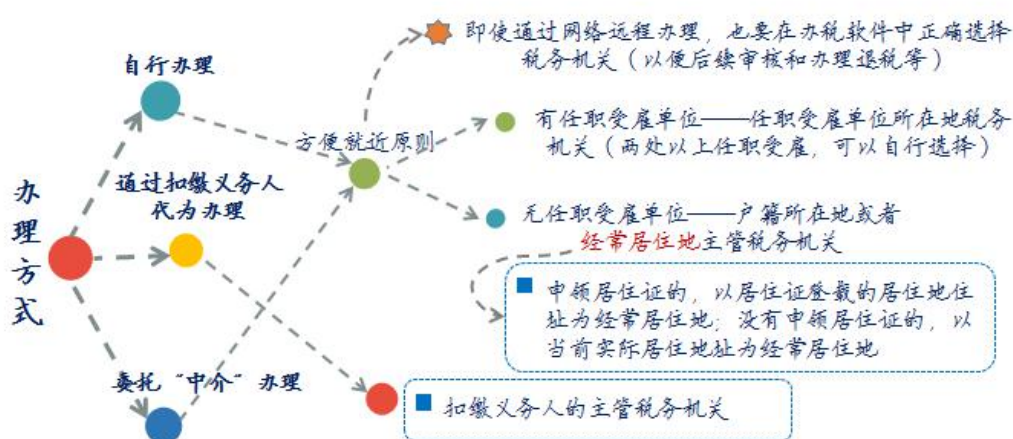 即使通过网络远程办理，也要在办税软件中正确选择
税务机关（以便后续审核和办理退税等）
自行办理
方便就近原则
有任职受雇单位——任职受雇单位所在地税务
机关（两处以上任职受雇，可以自行选择）
办理方式
通过扣缴义务人
代为办理
无任职受雇单位——户籍所在地或者
经常居住地主管税务机关
申领居住证的，以居住证登载的居住地住
址为经常居住地；没有申领居住证的，以
当前实际居住地址为经常居住地
委托“中介”办理
扣缴义务人的主管税务机关